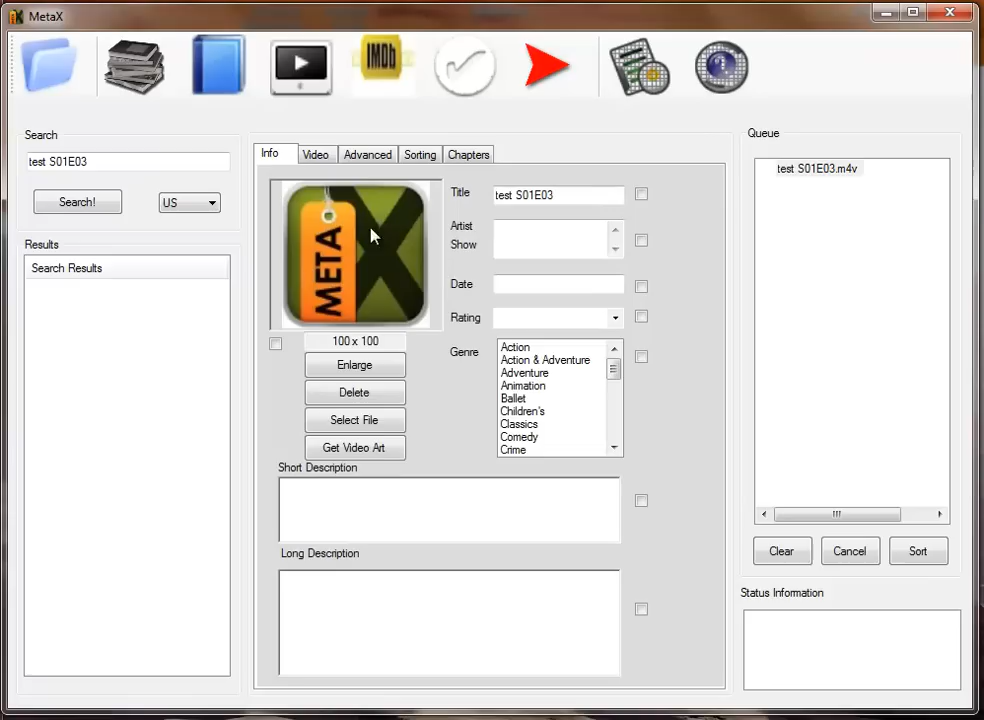 MetaX
IMDb
Search
test S01E03
Search!
US
Results
Search Results
Info
Video
Advanced
Sorting
Chapters
META X
100 x 100
Enlarge
Delete
Select File
Get Video Art
Title
test S01E03
Artist
Show
Date
Rating
Genre
Action
Action & Adventure
Adventure
Animation
Ballet
Children's
Classics
Comedy
Crime
Short Description
Long Description
Queue
test S01E03.m4v
Clear
Cancel
Sort
Status Information